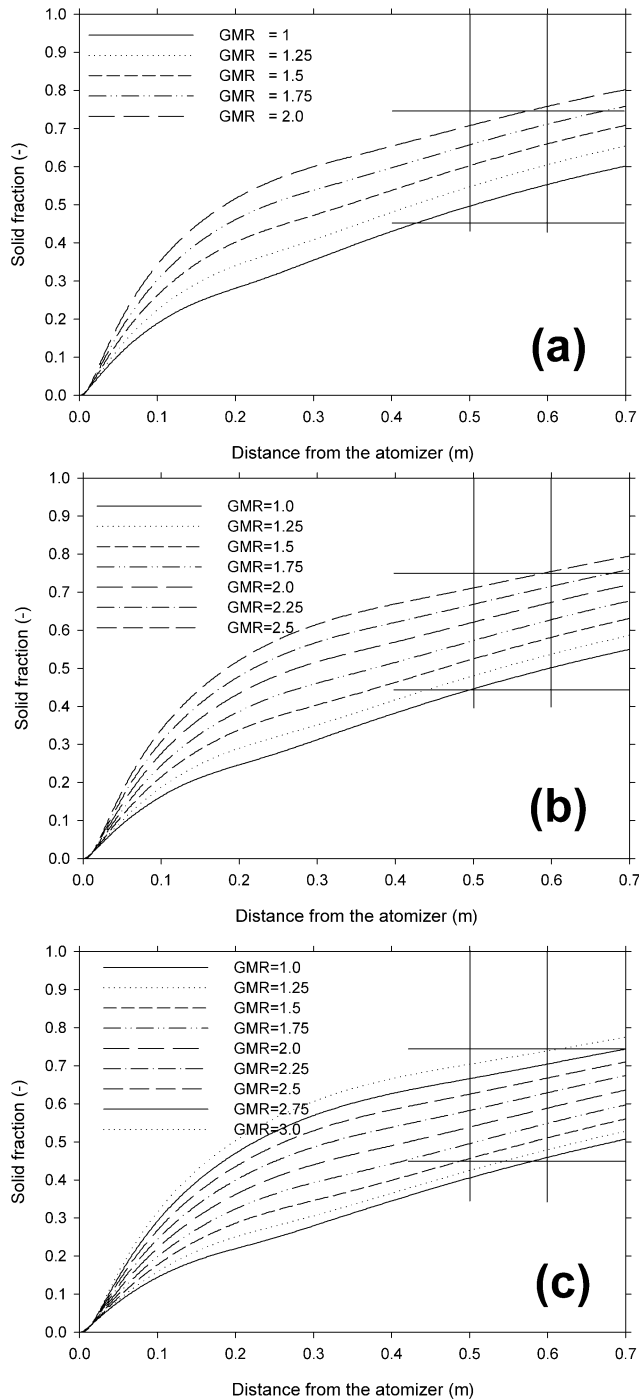 1.0
0.9
0.8
0.7
0.6
0.5
0.4
0.3
0.2
0.1
0.0
Solid fraction (-)
GMR = 1
GMR = 1.25
GMR = 1.5
GMR = 1.75
GMR = 2.0
(a)
0.0 0.1 0.2 0.3 0.4 0.5 0.6 0.7
Distance from the atomizer (m)
1.0
0.9
0.8
0.7
0.6
0.5
0.4
0.3
0.2
0.1
0.0
Solid fraction (-)
GMR=1.0
GMR=1.25
GMR=1.5
GMR=1.75
GMR=2.0
GMR=2.25
GMR=2.5
(b)
0.0 0.1 0.2 0.3 0.4 0.5 0.6 0.7
Distance from the atomizer (m)
1.0
0.9
0.8
0.7
0.6
0.5
0.4
0.3
0.2
0.1
0.0
Solid fraction (-)
GMR=1.0
GMR=1.25
GMR=1.5
GMR=1.75
GMR=2.0
GMR=2.25
GMR=2.5
GMR=2.75
GMR=3.0
(c)
0.0 0.1 0.2 0.3 0.4 0.5 0.6 0.7
Distance from the atomizer (m)